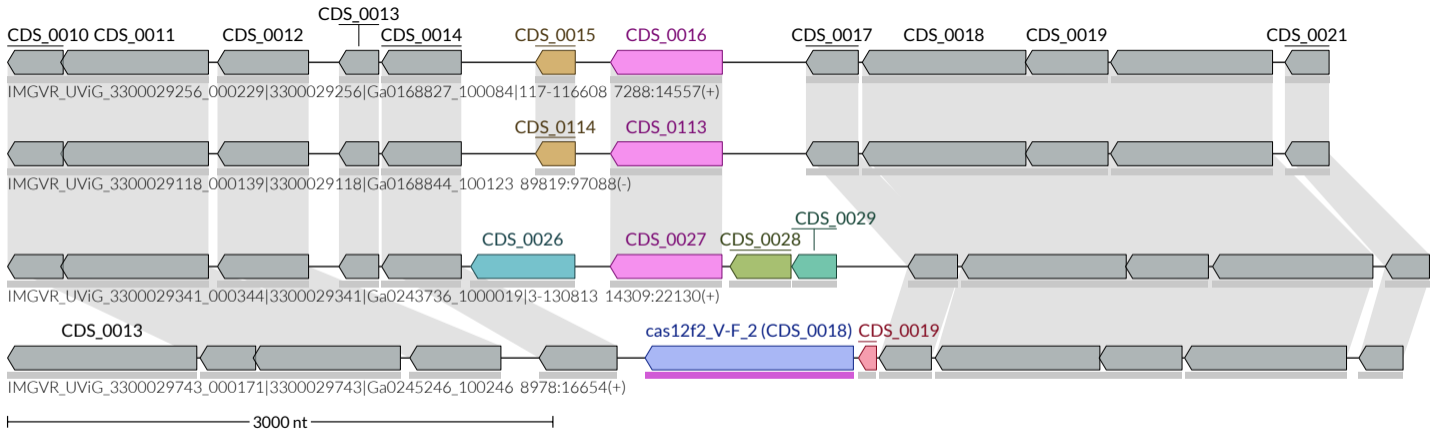 CDS_0013
CDS_0010 CDS_0011 CDS_0012 CDS_0014 CDS_0015 CDS_0016 CDS_0017 CDS_0018 CDS_0019 CDS_0021
IMGVR_UViG_3300029256_000229|3300029256|Ga0168827_100084|117-116608 7288:14557(+)
CDS_0114 CDS_0113
IMGVR_UViG_3300029118_000139|3300029118|Ga0168844_100123 89819:97088(-)
CDS_0029
CDS_0026 CDS_0027 CDS_0028
IMGVR_UViG_3300029341_000344|3300029341|Ga0243736_1000019|3-130813 14309:22130(+)
CDS_0013 cas12f2_V-F_2 (CDS_0018) CDS_0019
IMGVR_UViG_3300029743_000171|3300029743|Ga0245246_100246 8978:16654(+)
3000 nt